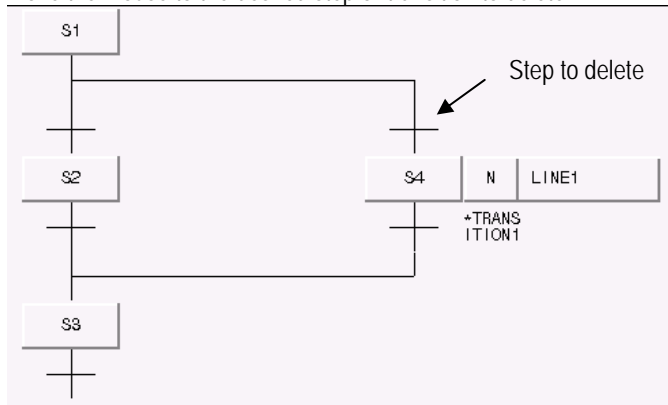 S1
Step to delete
S2
S4 N LINE1
*TRANS
ITION1
S3